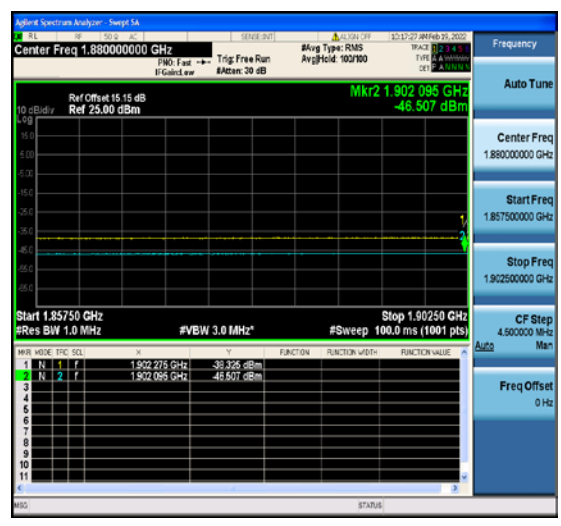 Agilent Spectrum Analyzer - Swept SA
RL RF 50 Ω AC SENSE:INT ALIGN OFF 10:17:27 AM Feb 19, 2022
Center Freq 1.880000000 GHz
PNO: Fast
IFGain:Low
Trig: Free Run
#Atten: 30 dB
#Avg Type: RMS
Avg|Hold: 100/100
TRACE 1 2 3 4 5
TYPE
DET
Ref Offset 15.15 dB
Ref 25.00 dBm
10 dB/div
Log
Mkr2 1.902 095 GHz
-46.507 dBm
15.0
5.00
-5.00
-15.0
-25.0
-35.0
-45.0
-55.0
-65.0
Start 1.85750 GHz Stop 1.90250 GHz
#Res BW 1.0 MHz #VBW 3.0 MHz* #Sweep 100.0 ms (1001 pts)
MKR MODE TRC SCL X Y FUNCTION FUNCTION WIDTH FUNCTION VALUE
1 N 1 f 1.902 275 GHz -38.325 dBm
2 N 2 f 1.902 095 GHz -46.507 dBm
3
4
5
6
7
8
9
10
11
MSG STATUS
Frequency
Auto Tune
Center Freq
1.880000000 GHz
Start Freq
1.857500000 GHz
Stop Freq
1.902500000 GHz
CF Step
4.500000 MHz
Auto Man
Freq Offset
0 Hz